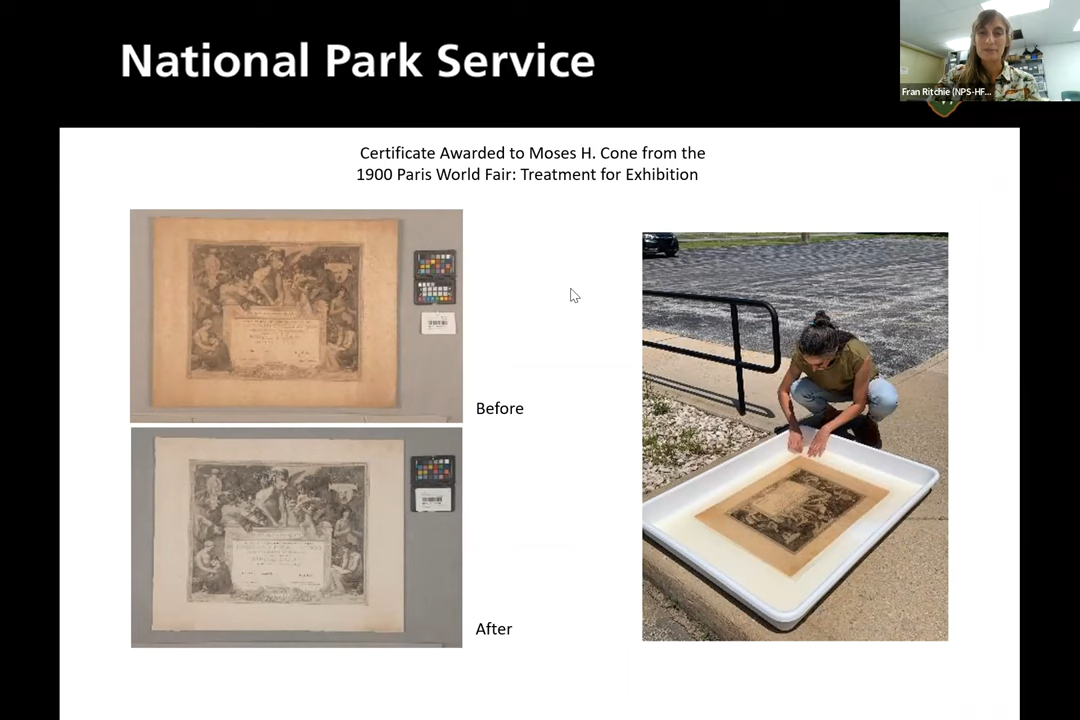 National Park Service
Fran Ritchie (NPS-HF...
Certificate Awarded to Moses H. Cone from the
1900 Paris World Fair: Treatment for Exhibition
Before
After